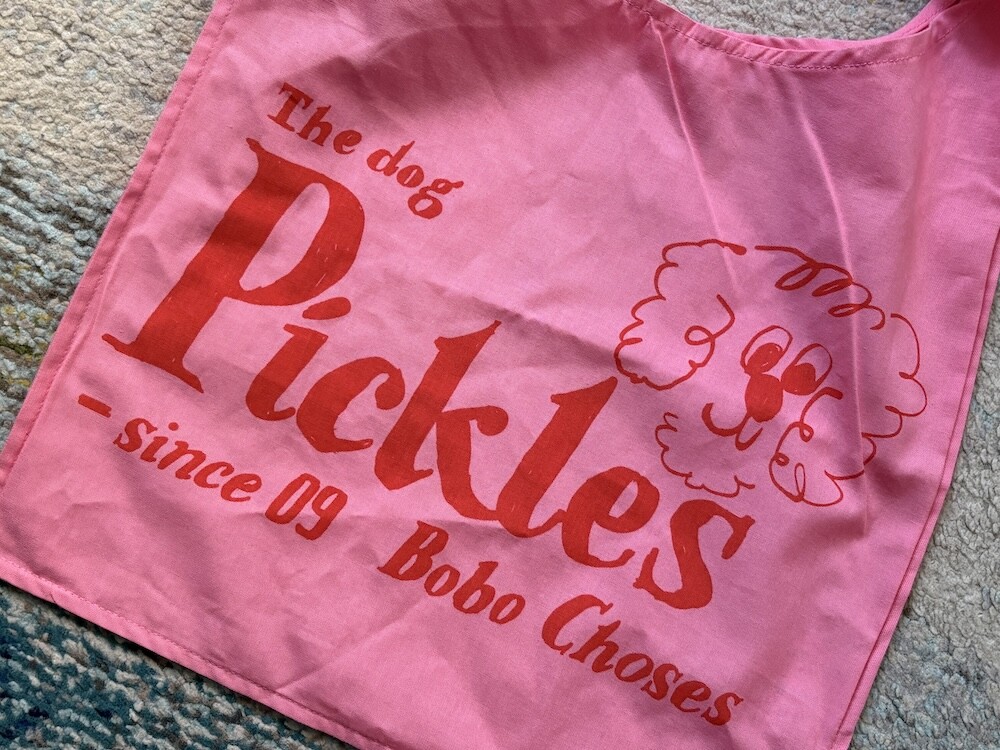 The dog
Pickles
– since 09 Bobo Choses